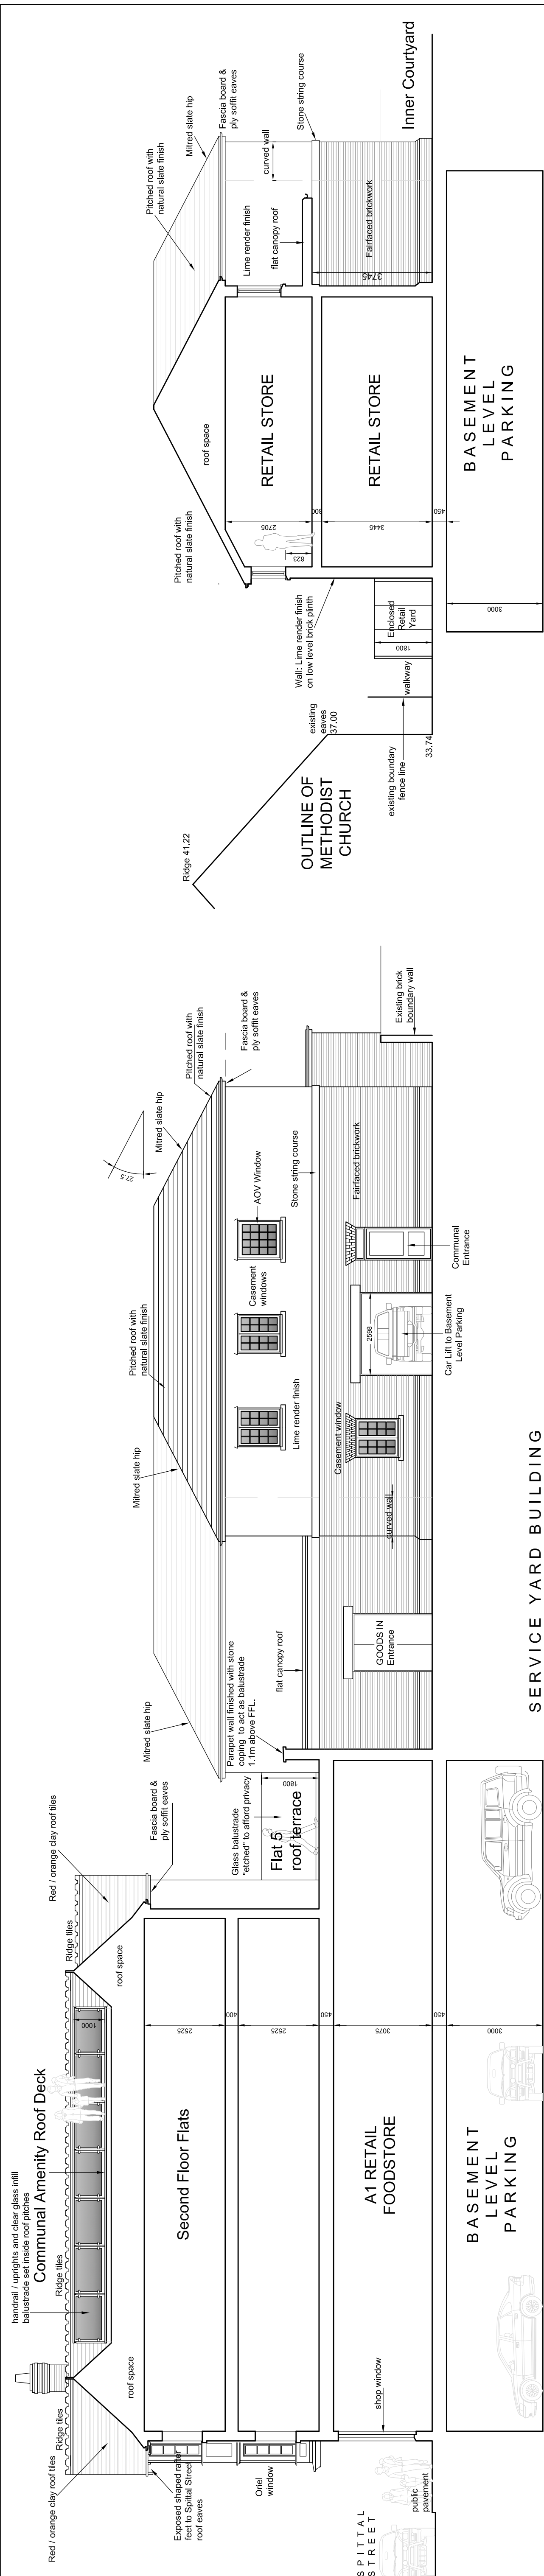 handrail / uprights and clear glass infill
balustrade set inside roof pitches
Communal Amenity Roof Deck
Red / orange clay roof tiles
Ridge tiles
Ridge tiles
Ridge tiles
Red / orange clay roof tiles
1000
roof space
roof space
Fascia board &
ply soffit eaves
Exposed shaped rafter
feet to Spittal Street
roof eaves
Oriel
window
Second Floor Flats
2525
400
2525
450
A1 RETAIL
FOODSTORE
3075
450
shop window
SPITTAL
STREET
public
pavement
BASEMENT
LEVEL
PARKING
3000
Glass balustrade
"etched" to afford privacy
Flat 5
roof terrace
1800
Parapet wall finished with stone
coping to act as balustrade
1.1m above FFL.
flat canopy roof
Mitred slate hip
Mitred slate hip
Pitched roof with
natural slate finish
Mitred slate hip
27.5
Pitched roof with
natural slate finish
Fascia board &
ply soffit eaves
Lime render finish
Casement
windows
AOV Window
Stone string course
Casement window
Fairfaced brickwork
curved wall
GOODS IN
Entrance
2598
Car Lift to Basement
Level Parking
Communal
Entrance
Existing brick
boundary wall
SERVICE YARD BUILDING
Ridge 41.22
OUTLINE OF
METHODIST
CHURCH
existing
eaves
37.00
33.74
existing boundary
fence line
walkway
Enclosed
Retail
Yard
1800
Wall: Lime render finish
on low level brick plinth
Pitched roof with
natural slate finish
roof space
Pitched roof with
natural slate finish
Mitred slate hip
Fascia board &
ply soffit eaves
RETAIL STORE
2705
823
300
RETAIL STORE
3445
450
Lime render finish
flat canopy roof
curved wall
Stone string course
Fairfaced brickwork
3745
Inner Courtyard
BASEMENT
LEVEL
PARKING
3000